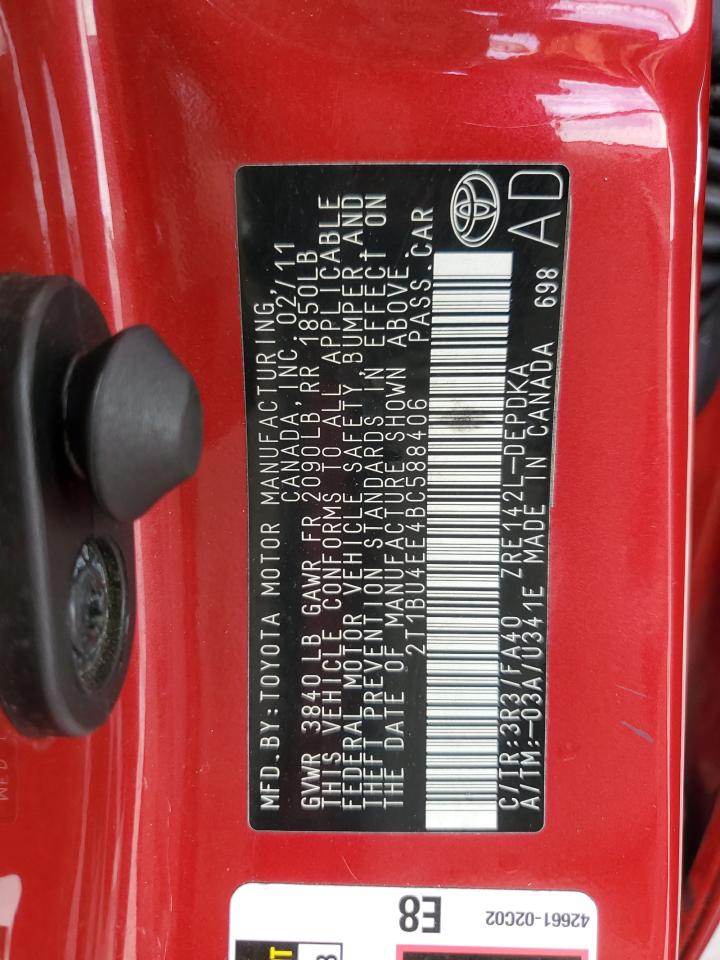 MFD.BY:TOYOTA MOTOR MANUFACTURING,
CANADA,INC. 02/11
GVWR 3840LB GAWR FR 2090LB,RR 1850LB
THIS VEHICLE CONFORMS TO ALL APPLICABLE
FEDERAL MOTOR VEHICLE SAFETY, BUMPER,AND
THEFT PREVENTION STANDARDS IN EFFECT ON
THE DATE OF MANUFACTURE SHOWN ABOVE
2T1BU4EE4BC588406 PASS.CAR
C/TR:3R3/FA40 ZRE142L-DEPDKA
A/TM:-03A/U341E MADE IN CANADA 698
AD
E8
42661-02C02